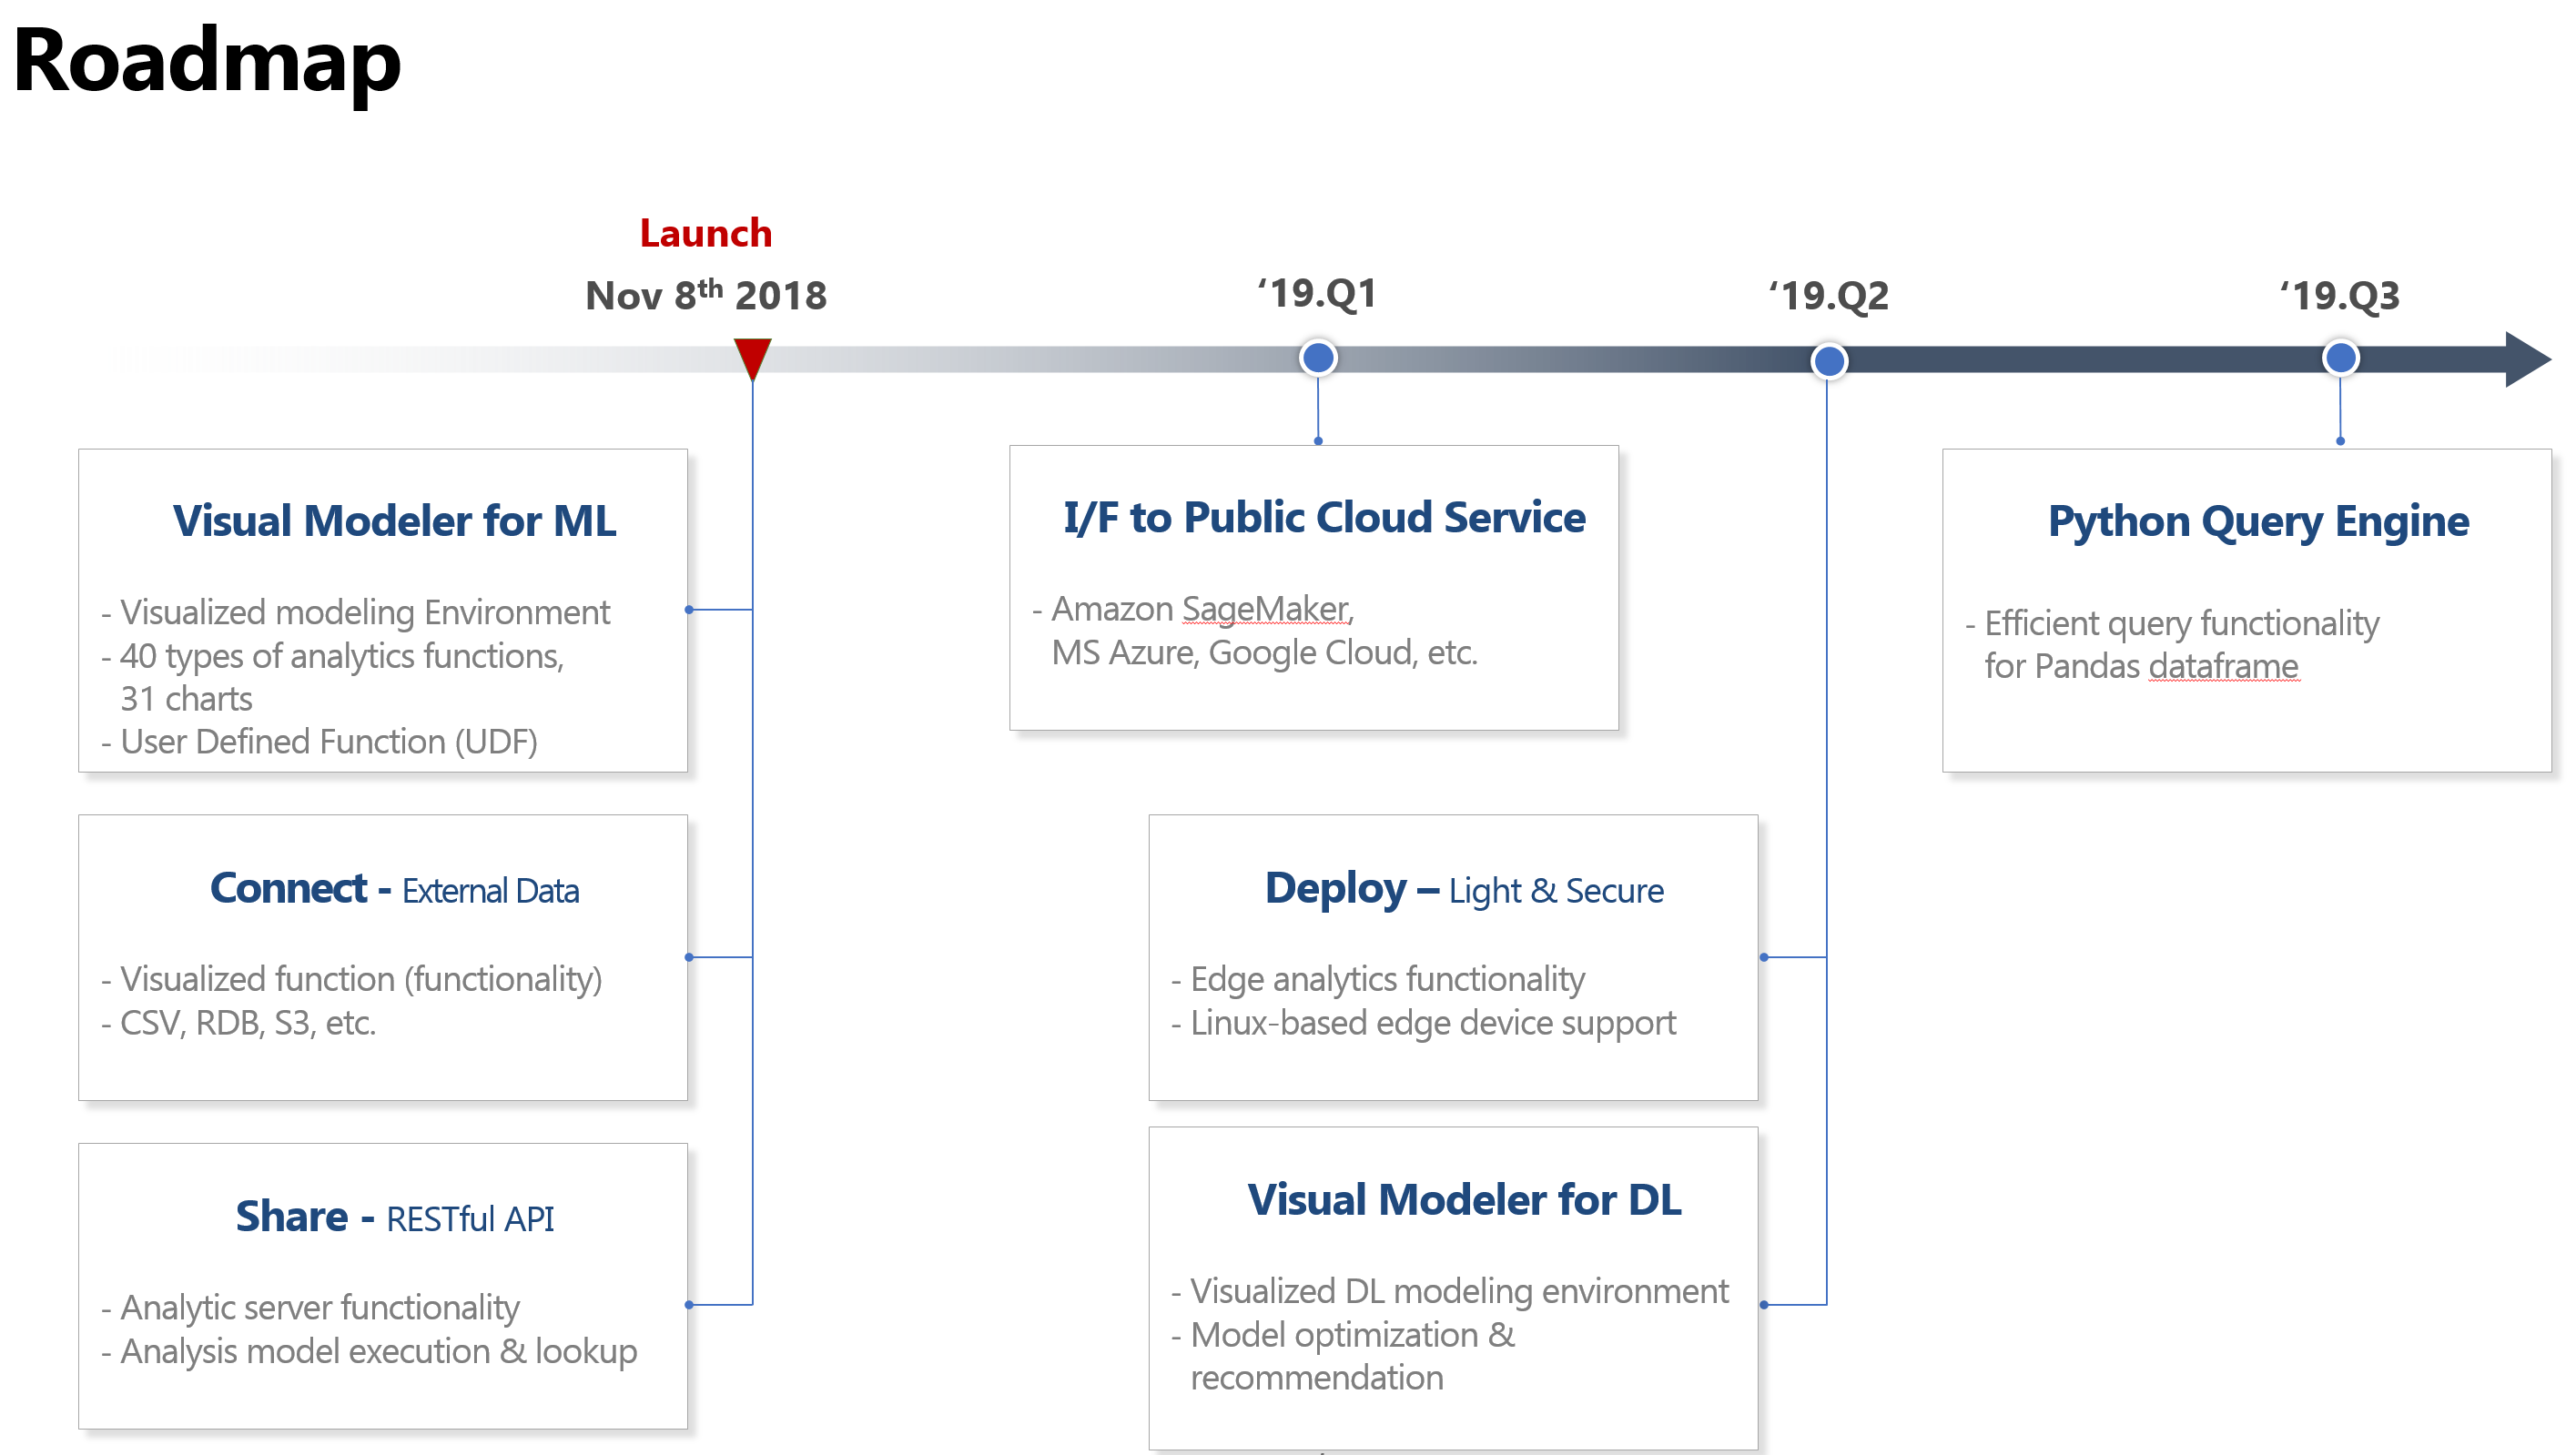 Roadmap
Launch
Nov 8th 2018
‘19.Q1
‘19.Q2
‘19.Q3
Visual Modeler for ML
- Visualized modeling Environment
- 40 types of analytics functions,
31 charts
- User Defined Function (UDF)
Connect - External Data
- Visualized function (functionality)
- CSV, RDB, S3, etc.
Share - RESTful API
- Analytic server functionality
- Analysis model execution & lookup
I/F to Public Cloud Service
- Amazon SageMaker,
MS Azure, Google Cloud, etc.
Deploy – Light & Secure
- Edge analytics functionality
- Linux-based edge device support
Visual Modeler for DL
- Visualized DL modeling environment
- Model optimization &
recommendation
Python Query Engine
- Efficient query functionality
for Pandas dataframe